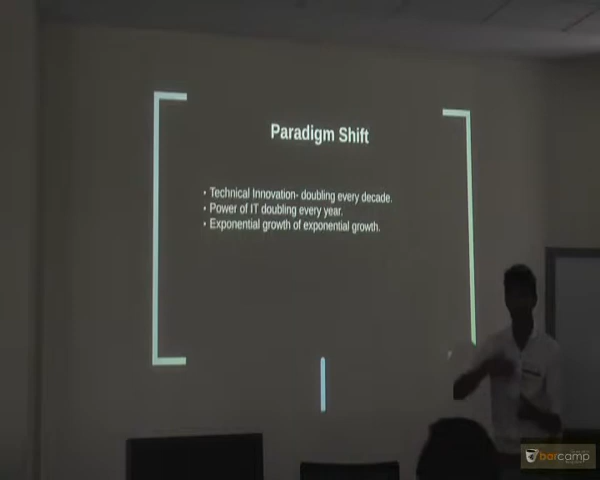 Paradigm Shift
• Technical Innovation- doubling every decade.
• Power of IT doubling every year.
• Exponential growth of exponential growth.
barcamp